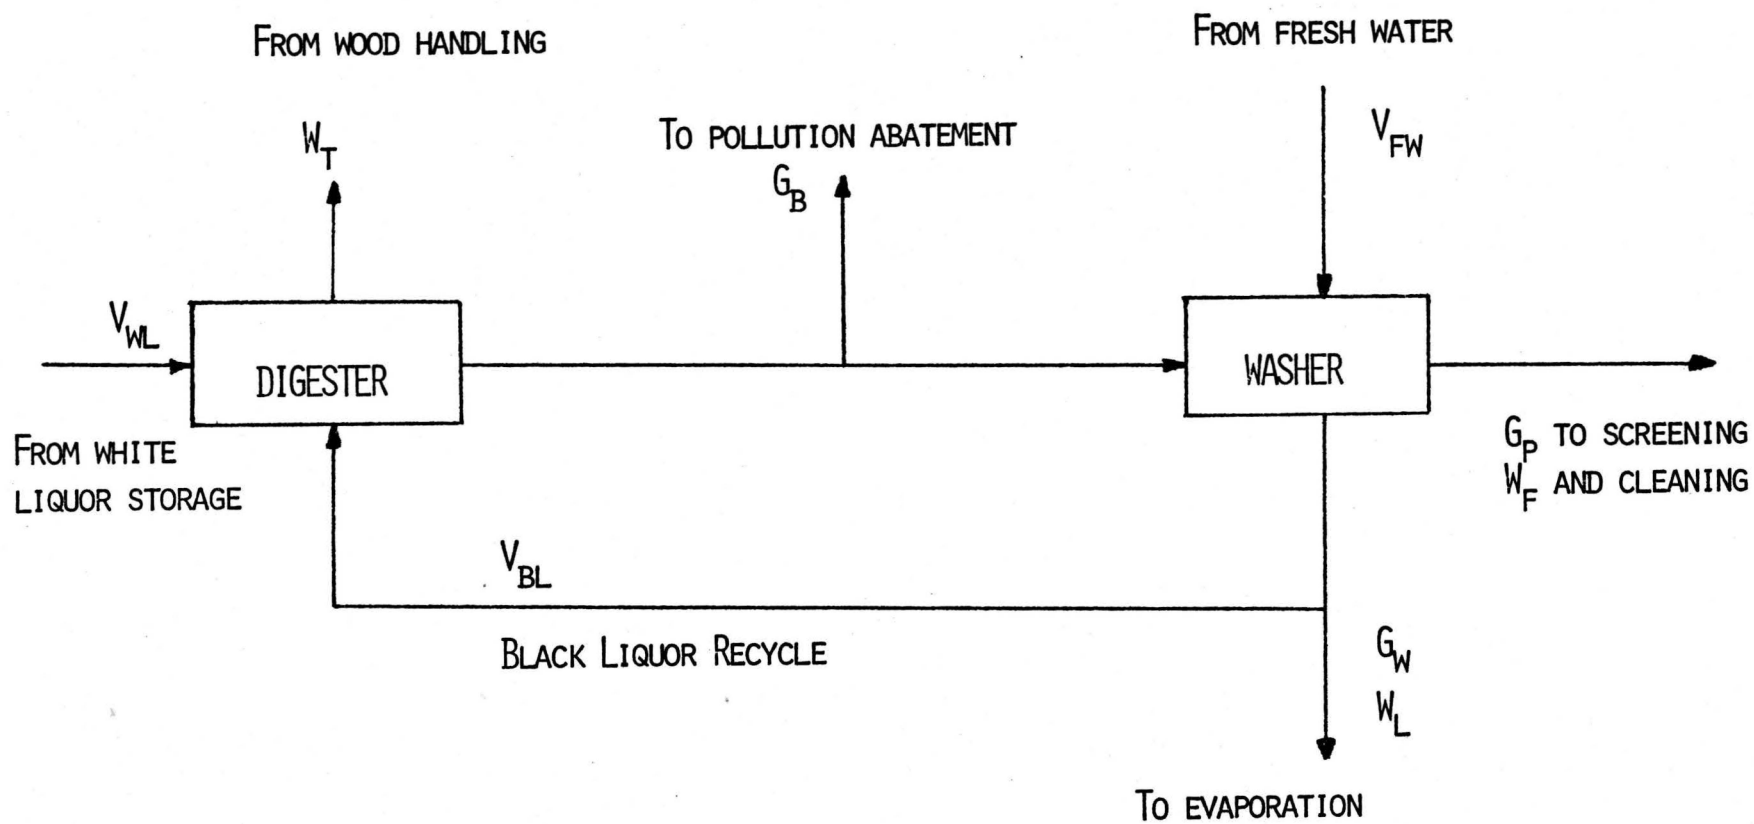 FROM WOOD HANDLING
FROM FRESH WATER
W_T
TO POLLUTION ABATEMENT
G_B
V_FW
V_WL
DIGESTER
WASHER
FROM WHITE
LIQUOR STORAGE
G_P TO SCREENING
W_F AND CLEANING
V_BL
BLACK LIQUOR RECYCLE
G_W
W_L
TO EVAPORATION